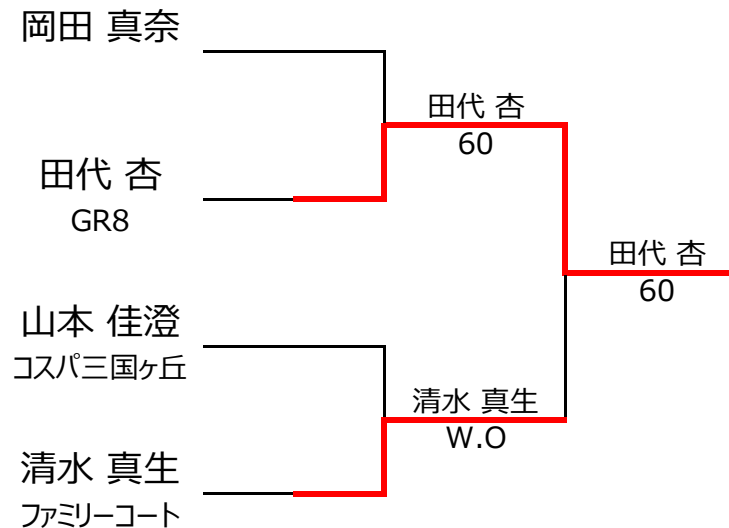 岡田 真奈
田代 杏
60
田代 杏
GR8
田代 杏
60
山本 佳澄
コスパ三国ヶ丘
清水 真生
W.O
清水 真生
ファミリーコート